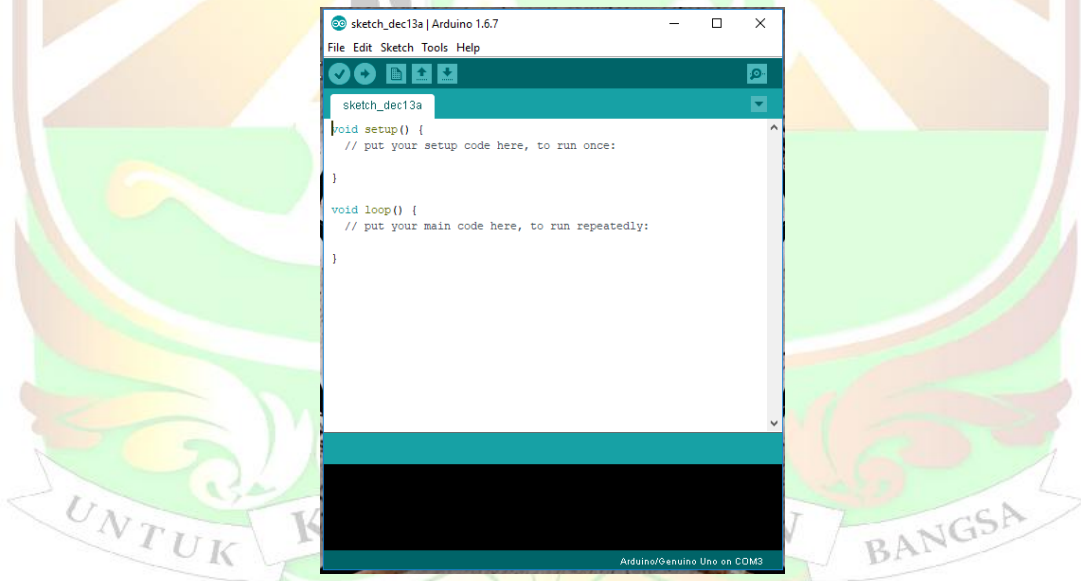 sketch_dec13a | Arduino 1.6.7
File Edit Sketch Tools Help
sketch_dec13a
void setup() {
  // put your setup code here, to run once:
}
void loop() {
  // put your main code here, to run repeatedly:
}
Arduino/Genuino Uno on COM3
UNTUK
BANGSA